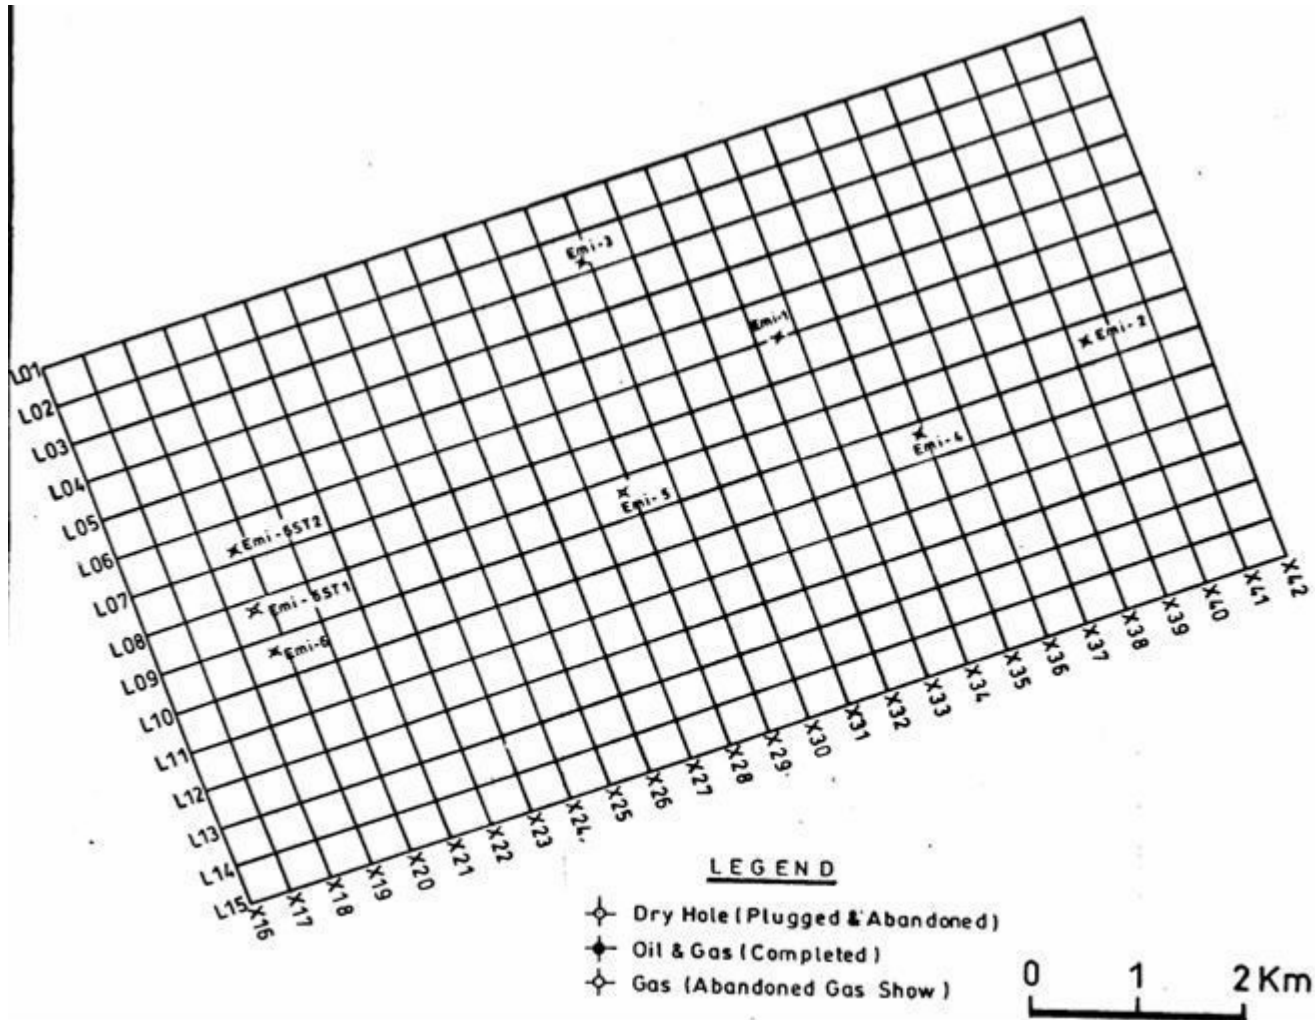 Emi-3
Emi-1
Emi-2
Emi-4
Emi-5
Emi-6ST2
Emi-6ST1
Emi-6
L01
L02
L03
L04
L05
L06
L07
L08
L09
L10
L11
L12
L13
L14
L15
X16
X17
X18
X19
X20
X21
X22
X23
X24
X25
X26
X27
X28
X29
X30
X31
X32
X33
X34
X35
X36
X37
X38
X39
X40
X41
X42
LEGEND
Dry Hole (Plugged & Abandoned)
Oil & Gas (Completed)
Gas (Abandoned Gas Show)
0 1 2 Km